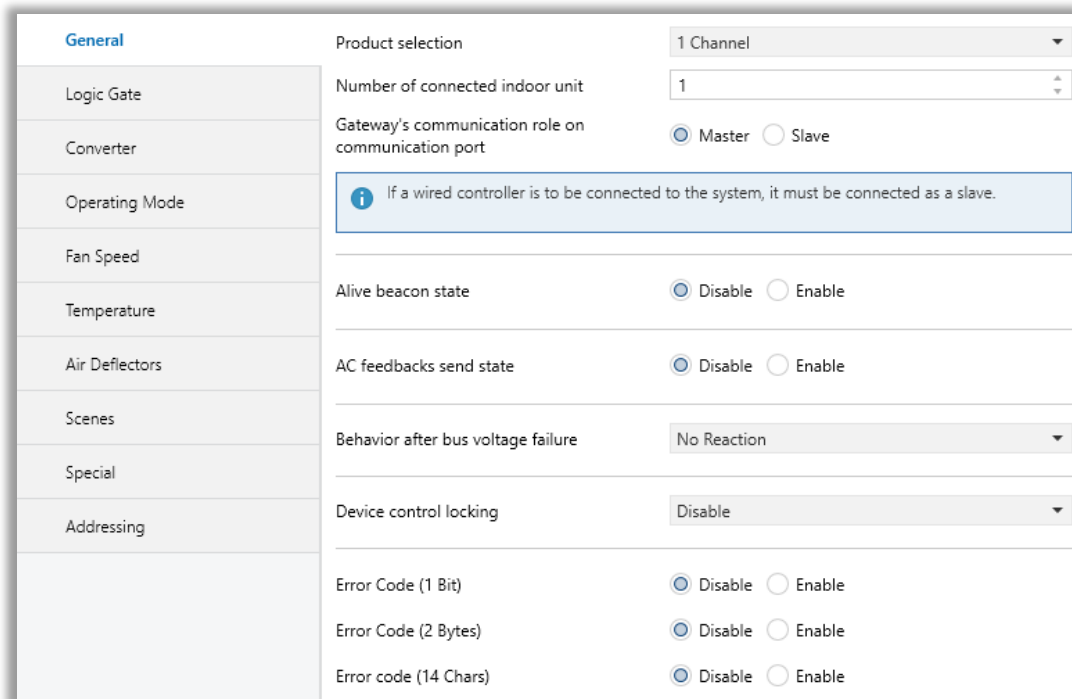 General
Logic Gate
Converter
Operating Mode
Fan Speed
Temperature
Air Deflectors
Scenes
Special
Addressing
Product selection
1 Channel
Number of connected indoor unit
1
Gateway's communication role on
communication port
Master Slave
If a wired controller is to be connected to the system, it must be connected as a slave.
Alive beacon state
Disable Enable
AC feedbacks send state
Disable Enable
Behavior after bus voltage failure
No Reaction
Device control locking
Disable
Error Code (1 Bit)
Disable Enable
Error Code (2 Bytes)
Disable Enable
Error code (14 Chars)
Disable Enable